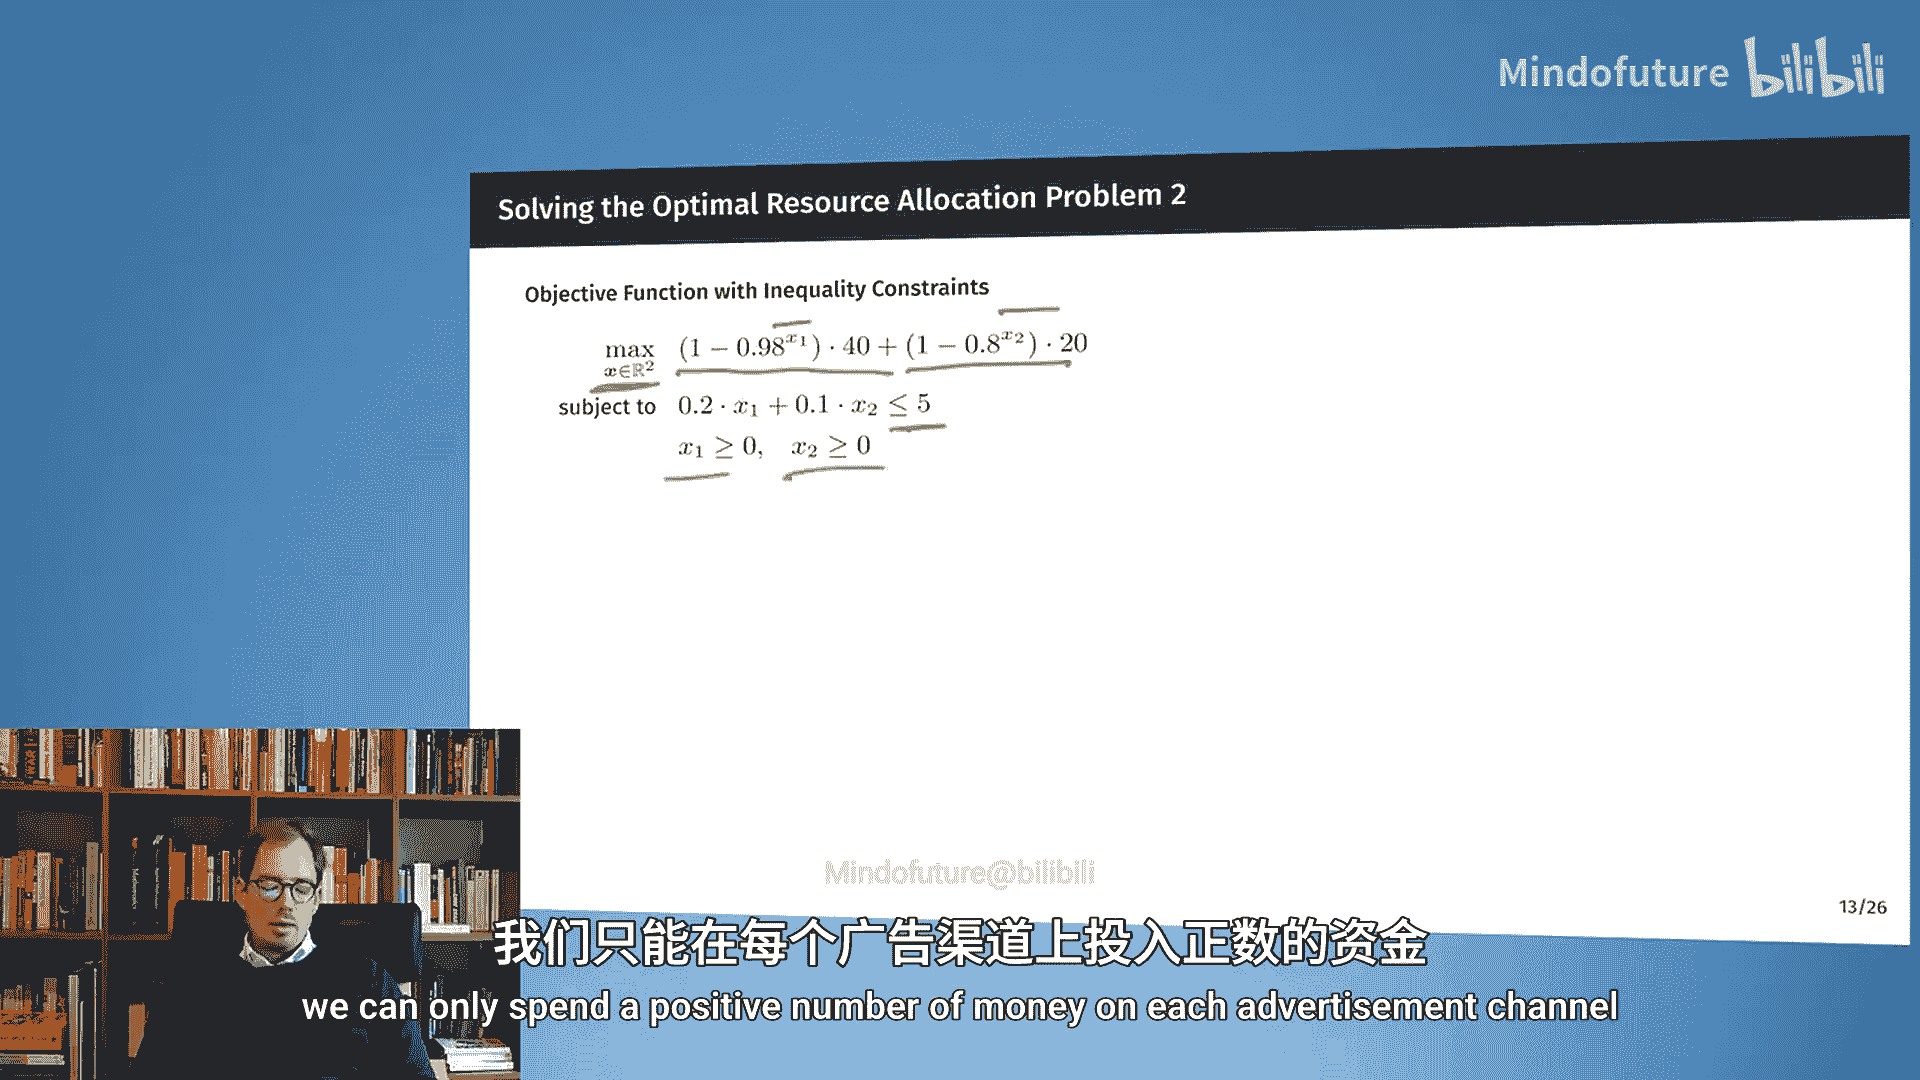 Mindofuture bilibili
Solving the Optimal Resource Allocation Problem 2
Objective Function with Inequality Constraints
max (1 − 0.98^{x_1}) · 40 + (1 − 0.8^{x_2}) · 20
x∈ℝ²
subject to 0.2 · x₁ + 0.1 · x₂ ≤ 5
x₁ ≥ 0, x₂ ≥ 0
Mindofuture@bilibili
13/26
我们只能在每个广告渠道上投入正数的资金
we can only spend a positive number of money on each advertisement channel